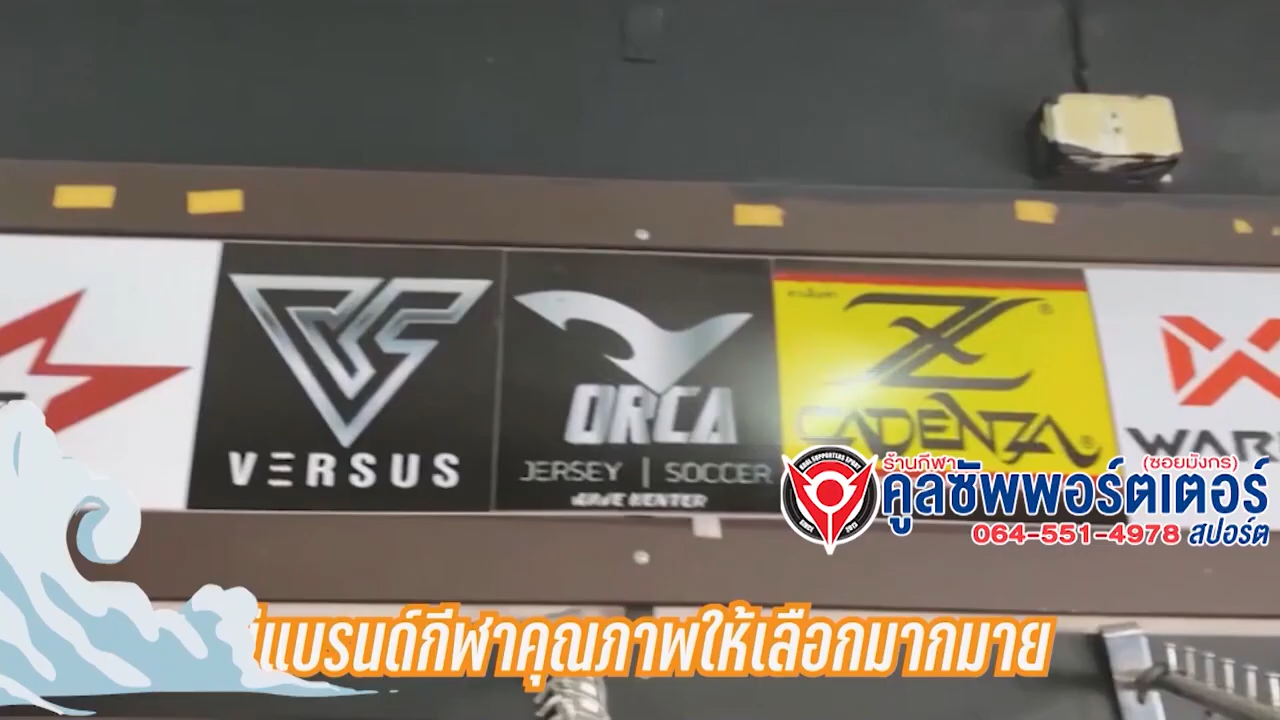 VERSUS
ORCA
JERSEY | SOCCER
CADENZA
KOOL SUPPORTERS SPORT
ร้านกีฬา
(ซอยมังกร)
คูลซัพพอร์ตเตอร์
064-551-4978 สปอร์ต
แบรนด์กีฬาคุณภาพให้เลือกมากมาย